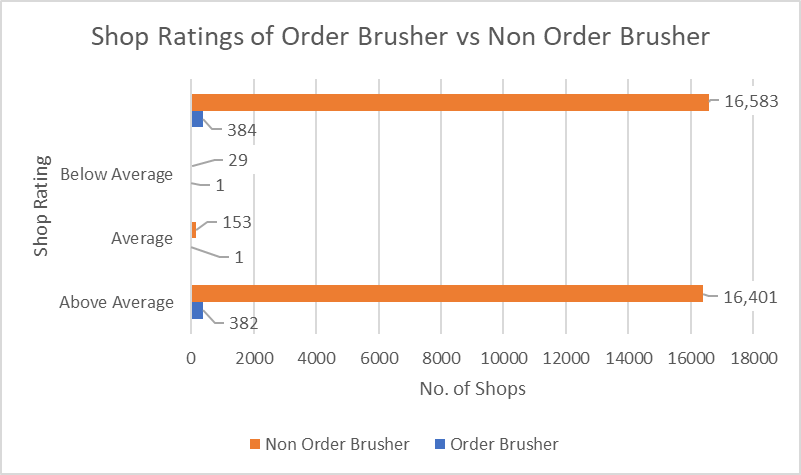 Shop Ratings of Order Brusher vs Non Order Brusher
0 2000 4000 6000 8000 10000 12000 14000 16000 18000
16,583
384
29
Below Average
1
153
Average
1
16,401
Above Average
382
Shop Rating
No. of Shops
Non Order Brusher Order Brusher